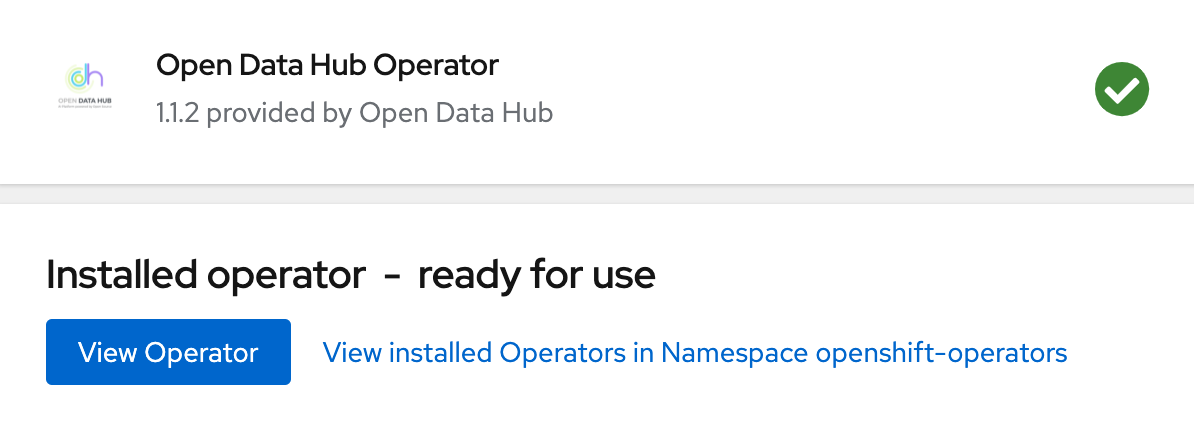 Open Data Hub Operator
OPEN DATA HUB
1.1.2 provided by Open Data Hub
Installed operator - ready for use
View Operator
View installed Operators in Namespace openshift-operators